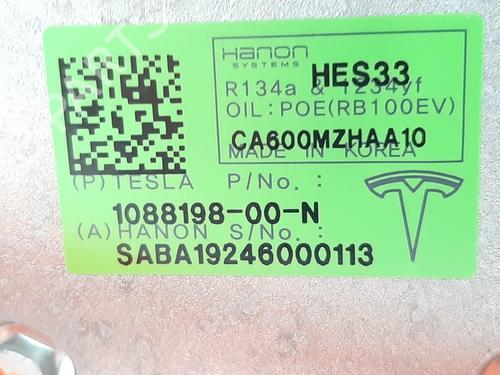 Hanon
SYSTEMS
HES33
R134a & 1234yf
OIL: POE(RB100EV)
CA600MZHAA10
MADE IN KOREA
(P) TESLA P/No. :
1088198-00-N
(A) HANON S/No. :
SABA19246000113